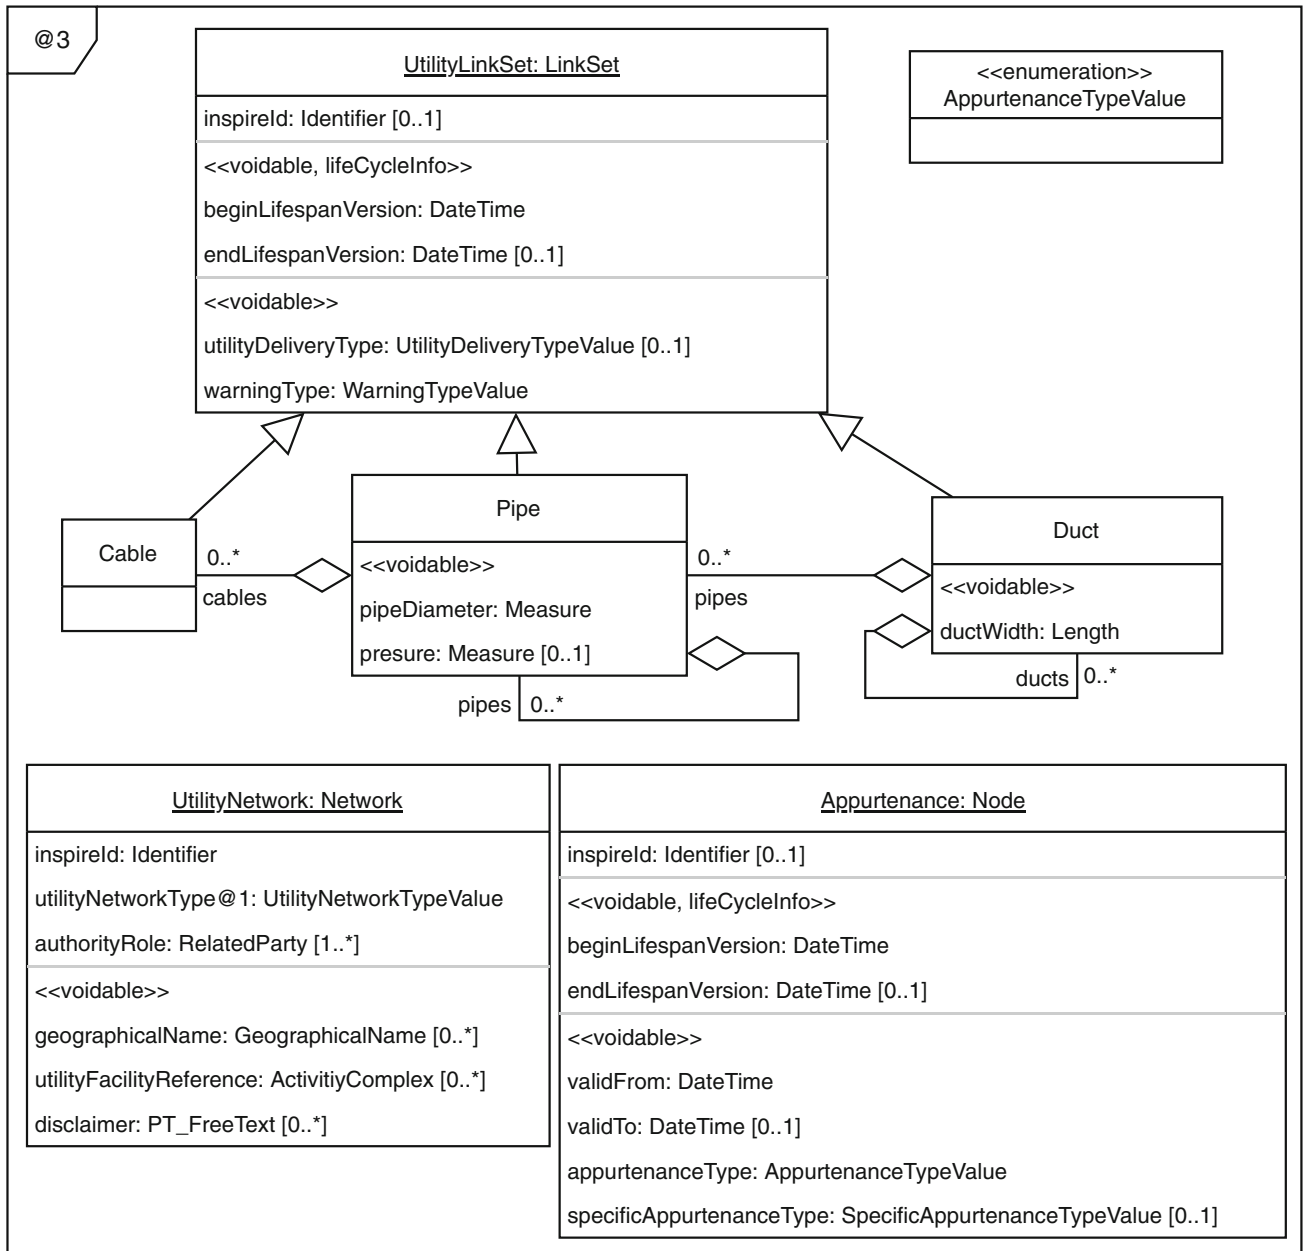 @3
UtilityLinkSet: LinkSet
inspireId: Identifier [0..1]
<<voidable, lifeCycleInfo>>
beginLifespanVersion: DateTime
endLifespanVersion: DateTime [0..1]
<<voidable>>
utilityDeliveryType: UtilityDeliveryTypeValue [0..1]
warningType: WarningTypeValue
<<enumeration>>
AppurtenanceTypeValue
Cable
0..*
cables
Pipe
<<voidable>>
pipeDiameter: Measure
presure: Measure [0..1]
pipes
0..*
0..*
pipes
Duct
<<voidable>>
ductWidth: Length
ducts
0..*
UtilityNetwork: Network
inspireId: Identifier
utilityNetworkType@1: UtilityNetworkTypeValue
authorityRole: RelatedParty [1..*]
<<voidable>>
geographicalName: GeographicalName [0..*]
utilityFacilityReference: ActivitiyComplex [0..*]
disclaimer: PT_FreeText [0..*]
Appurtenance: Node
inspireId: Identifier [0..1]
<<voidable, lifeCycleInfo>>
beginLifespanVersion: DateTime
endLifespanVersion: DateTime [0..1]
<<voidable>>
validFrom: DateTime
validTo: DateTime [0..1]
appurtenanceType: AppurtenanceTypeValue
specificAppurtenanceType: SpecificAppurtenanceTypeValue [0..1]